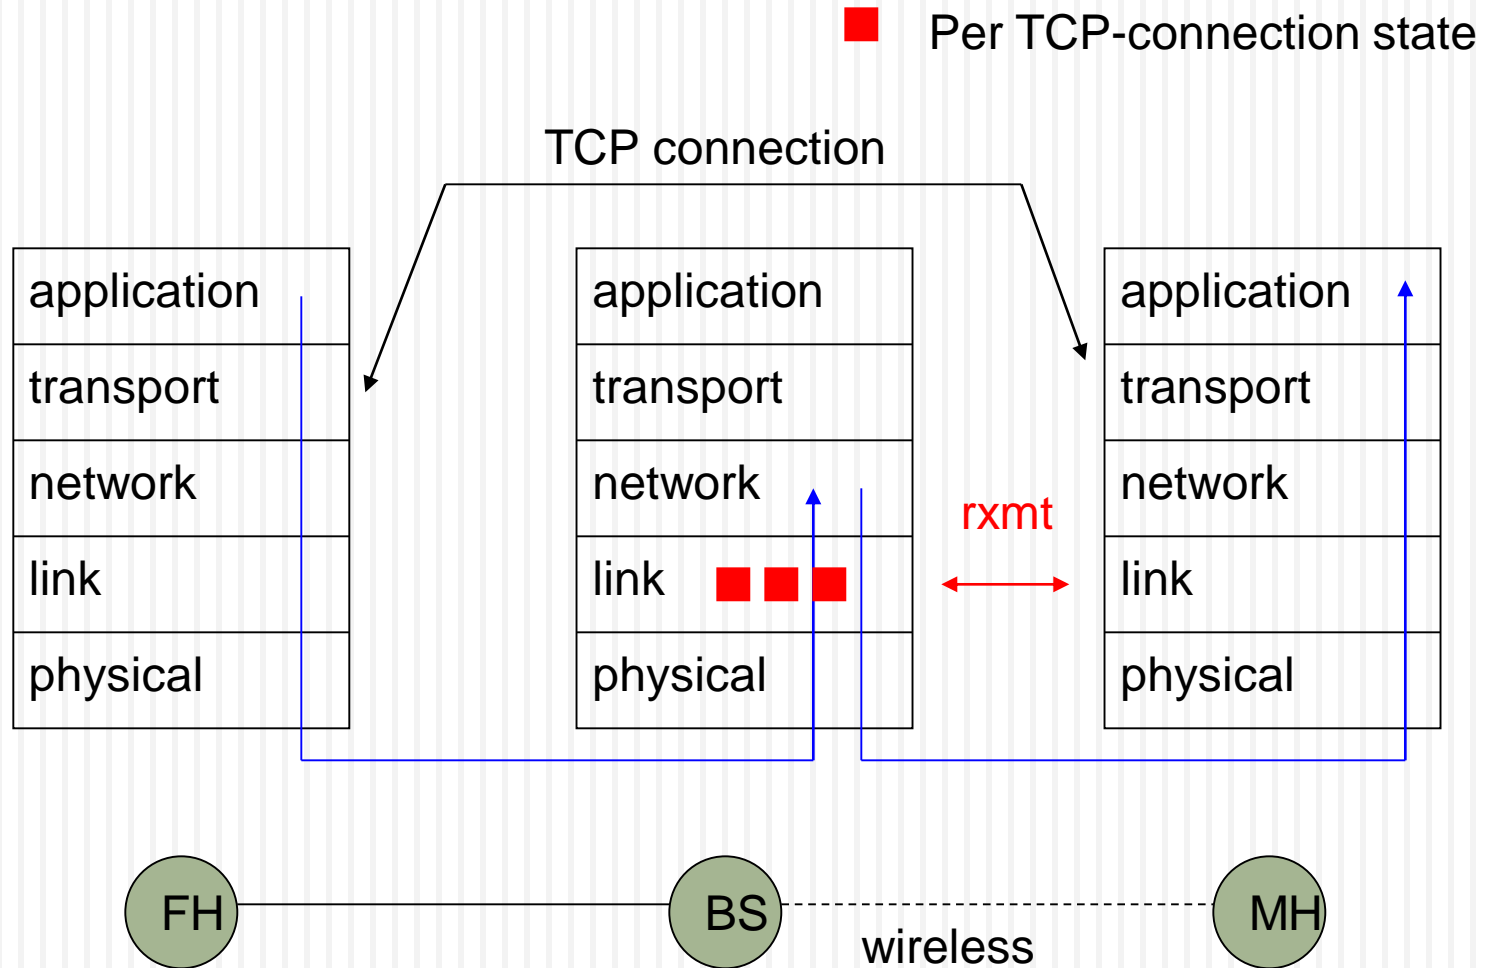 Per TCP-connection state
TCP connection
application
transport
network
link
physical
application
transport
network
link
physical
rxmt
application
transport
network
link
physical
FH
BS
wireless
MH